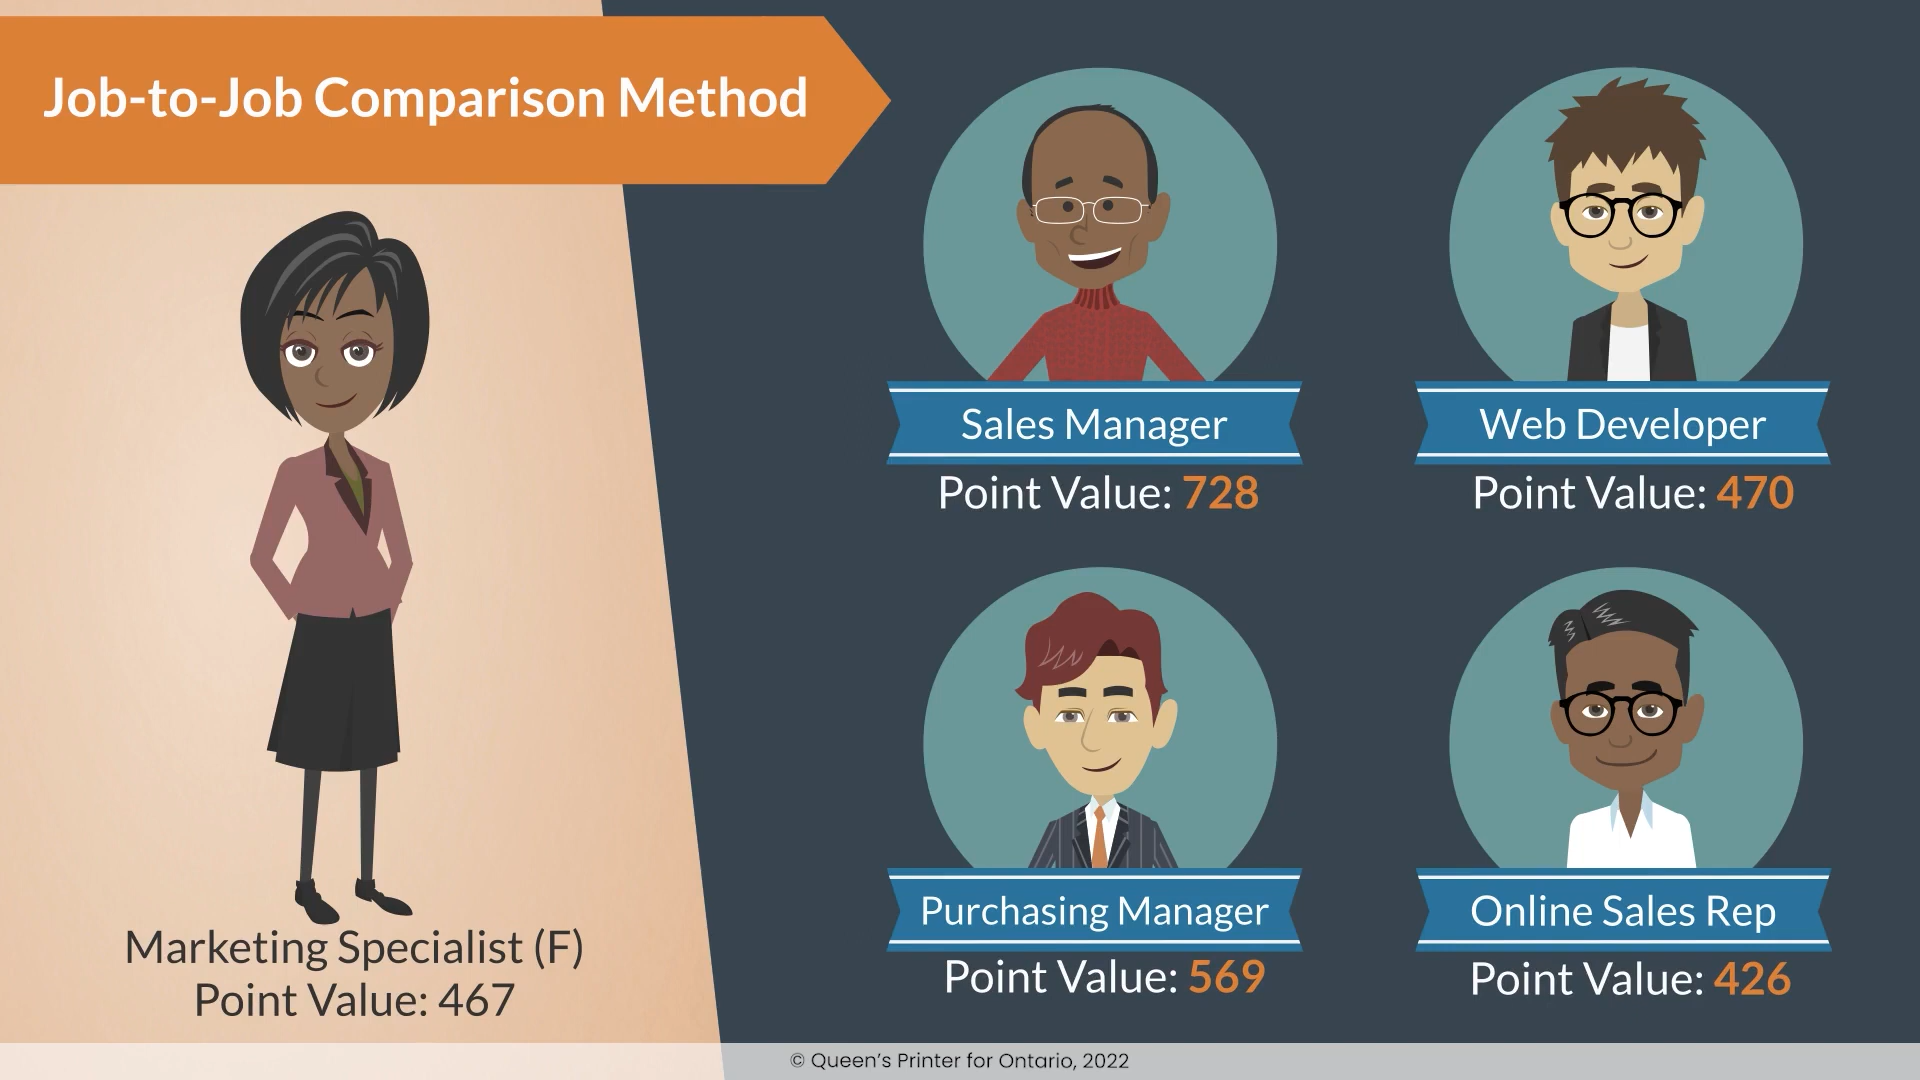 Job-to-Job Comparison Method
Marketing Specialist (F)
Point Value: 467
Sales Manager
Point Value: 728
Web Developer
Point Value: 470
Purchasing Manager
Point Value: 569
Online Sales Rep
Point Value: 426
© Queen’s Printer for Ontario, 2022